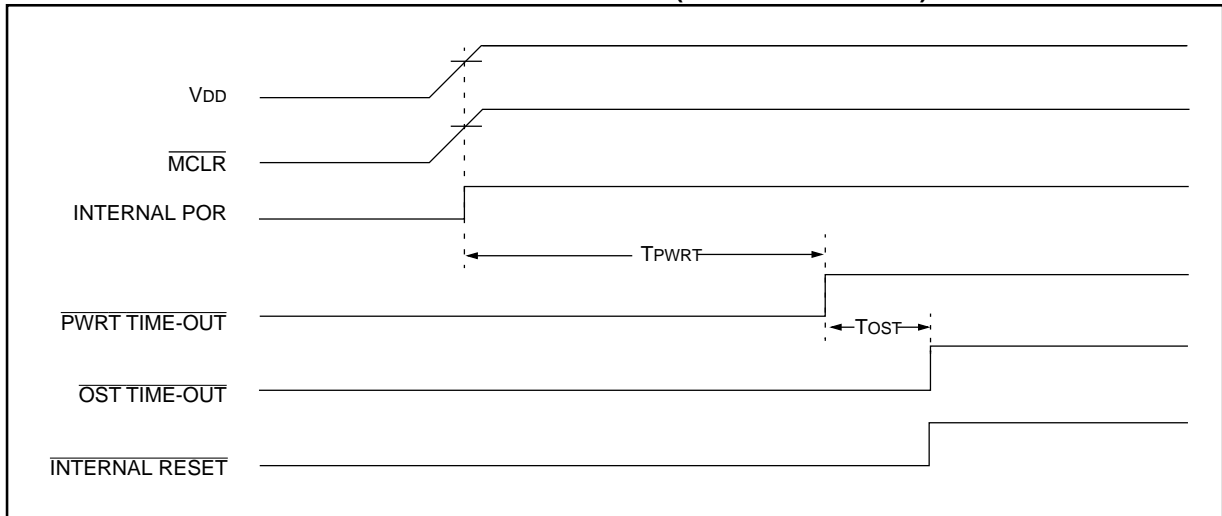 VDD
MCLR
INTERNAL POR
TPWRT
PWRT TIME-OUT
TOST
OST TIME-OUT
INTERNAL RESET